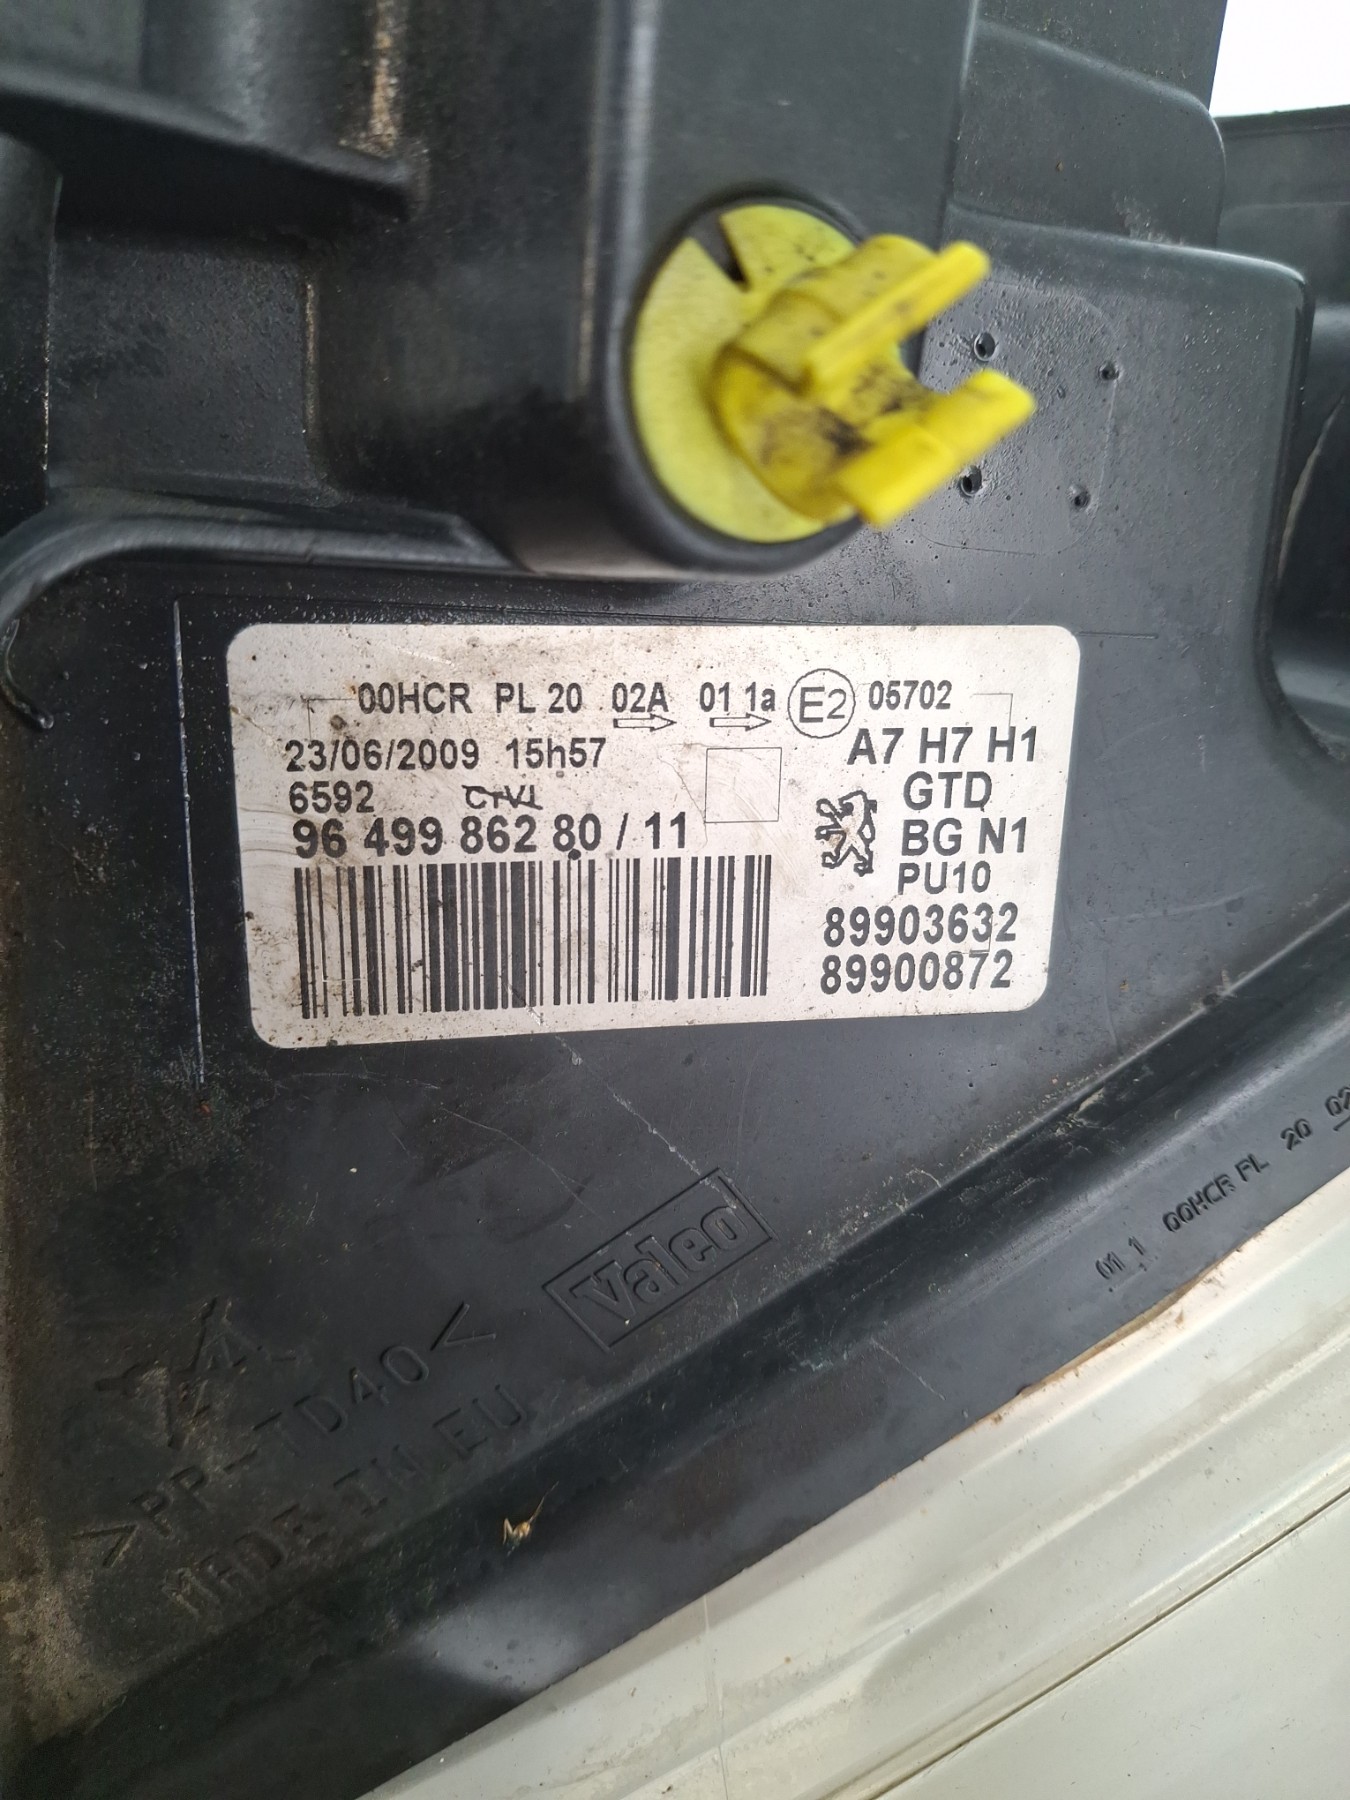 00HCR PL 20 02A 01 1a E2 05702
23/06/2009 15h57
A7 H7 H1
6592
GTD
96 499 862 80 / 11
BG N1
PU10
89903632
89900872
01 1 00HCR PL 20 02
Valeo
>PP-TD40<
MADE IN EU